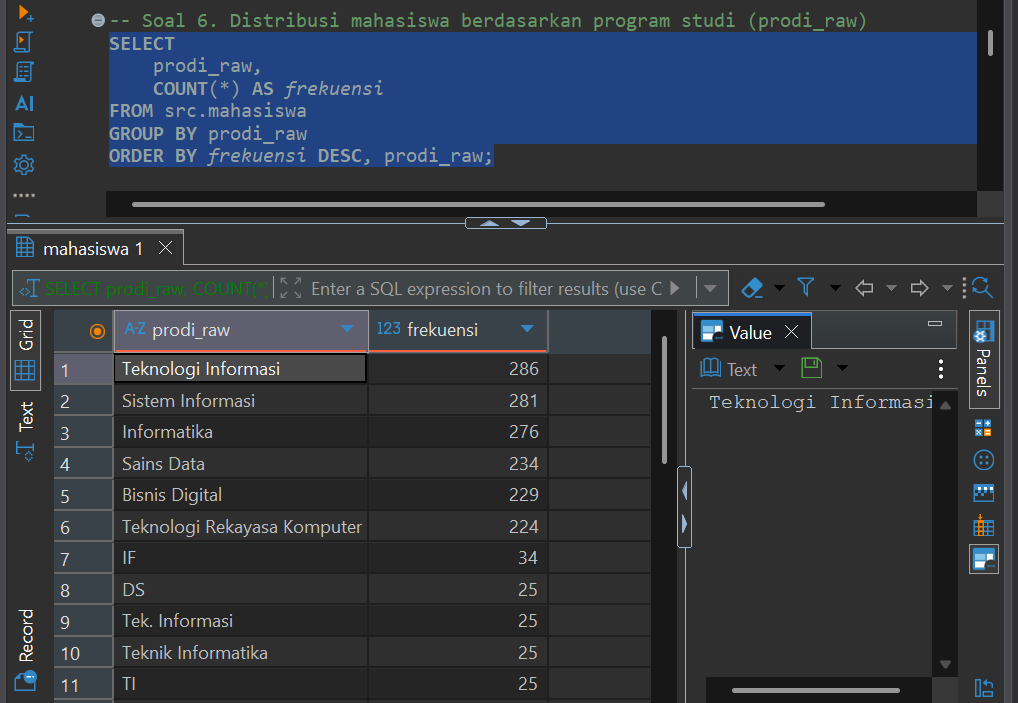 -- Soal 6. Distribusi mahasiswa berdasarkan program studi (prodi_raw)
SELECT
prodi_raw,
COUNT(*) AS frekuensi
FROM src.mahasiswa
GROUP BY prodi_raw
ORDER BY frekuensi DESC, prodi_raw;
AI
mahasiswa 1
SELECT prodi_raw, COUNT(*
Enter a SQL expression to filter results (use C
Grid
Text
Record
A-Z prodi_raw
123 frekuensi
1 Teknologi Informasi 286
2 Sistem Informasi 281
3 Informatika 276
4 Sains Data 234
5 Bisnis Digital 229
6 Teknologi Rekayasa Komputer 224
7 IF 34
8 DS 25
9 Tek. Informasi 25
10 Teknik Informatika 25
11 TI 25
Value
Text
Teknologi Informasi
Panels